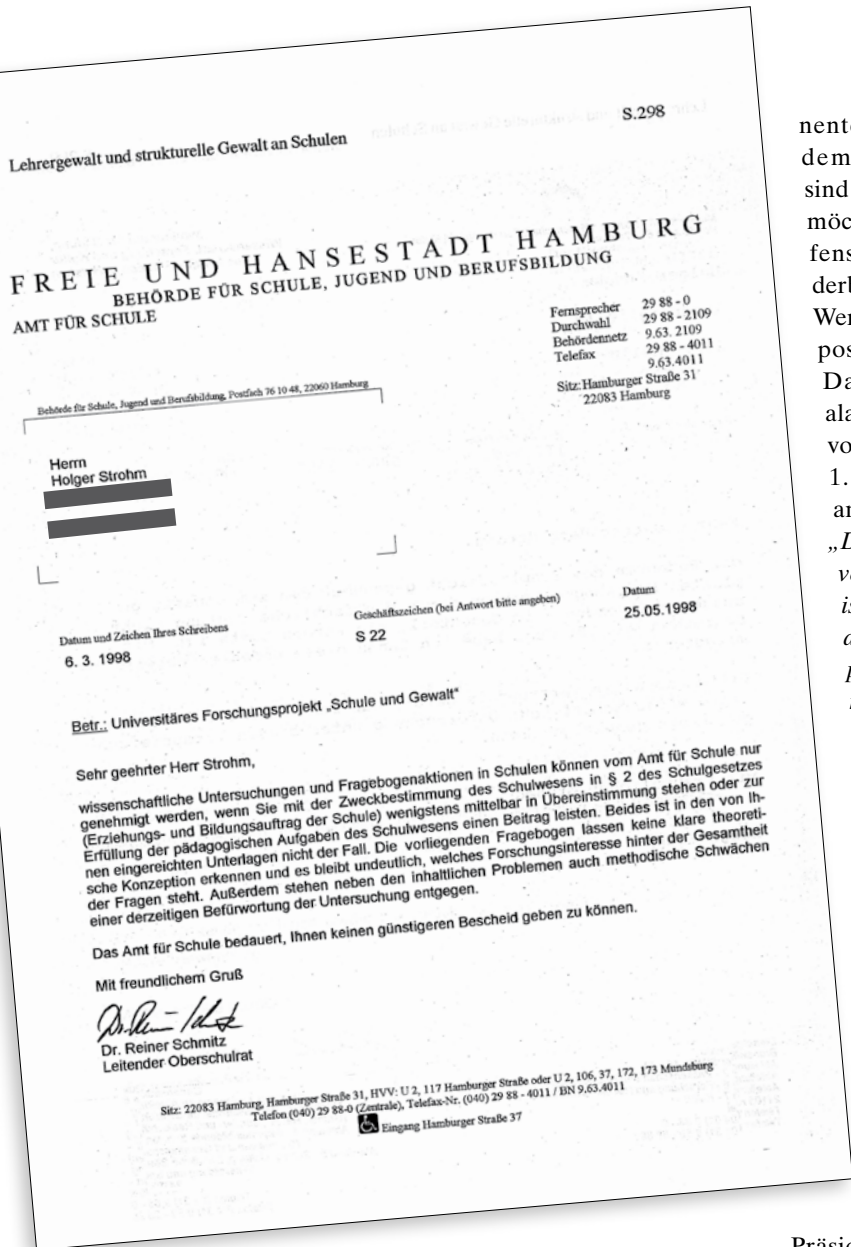 Lehrergewalt und strukturelle Gewalt an Schulen S.298
FREIE UND HANSESTADT HAMBURG
BEHÖRDE FÜR SCHULE, JUGEND UND BERUFSBILDUNG
AMT FÜR SCHULE
Fernsprecher 29 88 - 0
Durchwahl 29 88 - 2109
Behördennetz 9.63. 2109
Telefax 29 88 - 4011
9.63.4011
Sitz: Hamburger Straße 31
22083 Hamburg
Behörde für Schule, Jugend und Berufsbildung, Postfach 76 10 48, 22060 Hamburg
Herrn
Holger Strohm
Datum und Zeichen Ihres Schreibens Geschäftszeichen (bei Antwort bitte angeben) Datum
6. 3. 1998 S 22 25.05.1998
Betr.: Universitäres Forschungsprojekt „Schule und Gewalt“
Sehr geehrter Herr Strohm,
wissenschaftliche Untersuchungen und Fragebogenaktionen in Schulen können vom Amt für Schule nur
genehmigt werden, wenn Sie mit der Zweckbestimmung des Schulwesens in § 2 des Schulgesetzes
(Erziehungs- und Bildungsauftrag der Schule) wenigstens mittelbar in Übereinstimmung stehen oder zur
Erfüllung der pädagogischen Aufgaben des Schulwesens einen Beitrag leisten. Beides ist in den von Ih-
nen eingereichten Unterlagen nicht der Fall. Die vorliegenden Fragebogen lassen keine klare theoreti-
sche Konzeption erkennen und es bleibt undeutlich, welches Forschungsinteresse hinter der Gesamtheit
der Fragen steht. Außerdem stehen neben den inhaltlichen Problemen auch methodische Schwächen
einer derzeitigen Befürwortung der Untersuchung entgegen.
Das Amt für Schule bedauert, Ihnen keinen günstigeren Bescheid geben zu können.
Mit freundlichem Gruß
Dr. Reiner Schmitz
Leitender Oberschulrat
Sitz: 22083 Hamburg, Hamburger Straße 31, HVV: U 2, 117 Hamburger Straße oder U 2, 106, 37, 172, 173 Mundsburg
Telefon (040) 29 88-0 (Zentrale), Telefax-Nr. (040) 29 88 - 4011 / BN 9.63.4011
Eingang Hamburger Straße 37
dem
sind
1.